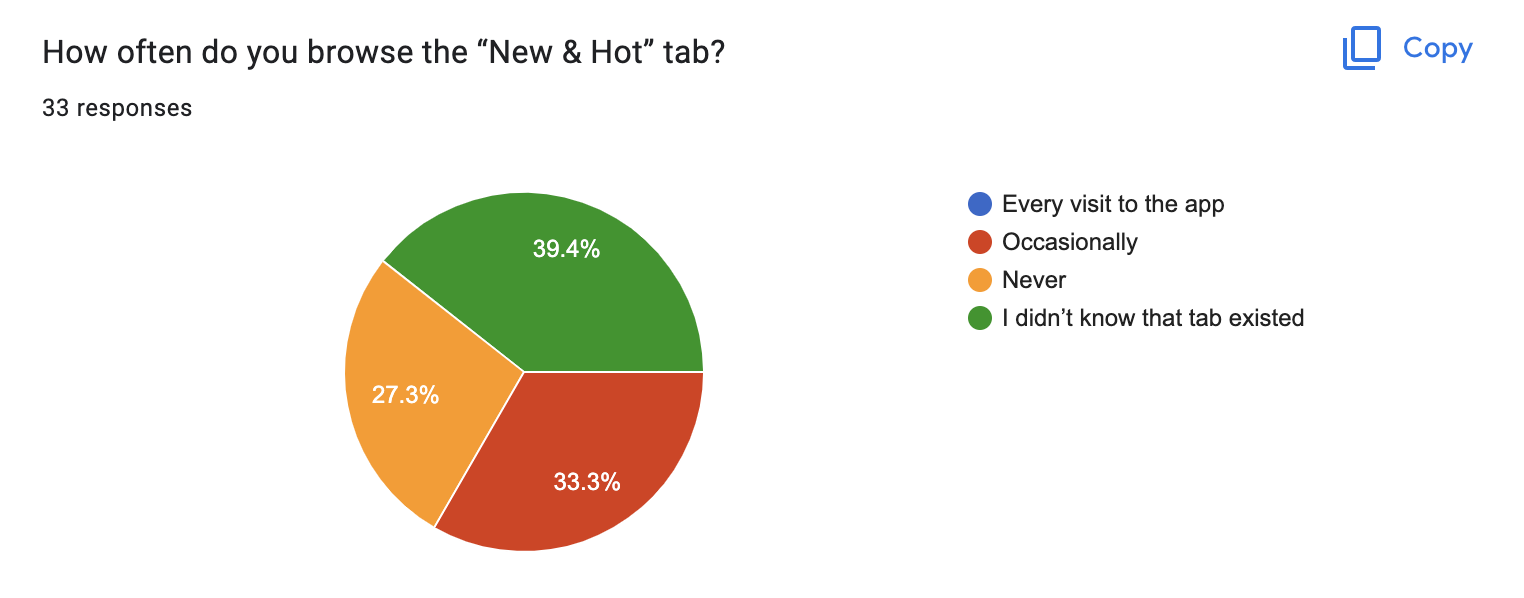 How often do you browse the “New & Hot” tab?
Copy
33 responses
39.4%
27.3%
33.3%
Every visit to the app
Occasionally
Never
I didn’t know that tab existed